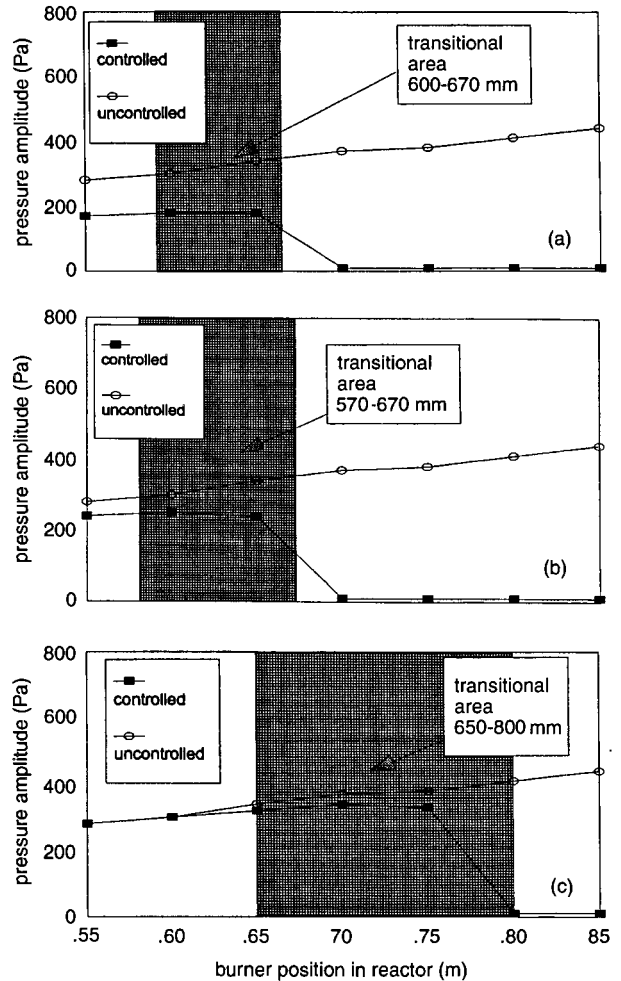 800
600
400
200
0
pressure amplitude (Pa)
controlled
uncontrolled
transitional
area
600-670 mm
(a)
800
600
400
200
0
pressure amplitude (Pa)
controlled
uncontrolled
transitional
area
570-670 mm
(b)
800
600
400
200
0
pressure amplitude (Pa)
controlled
uncontrolled
transitional
area
650-800 mm
(c)
.55 .60 .65 70 .75 .80 85
burner position in reactor (m)